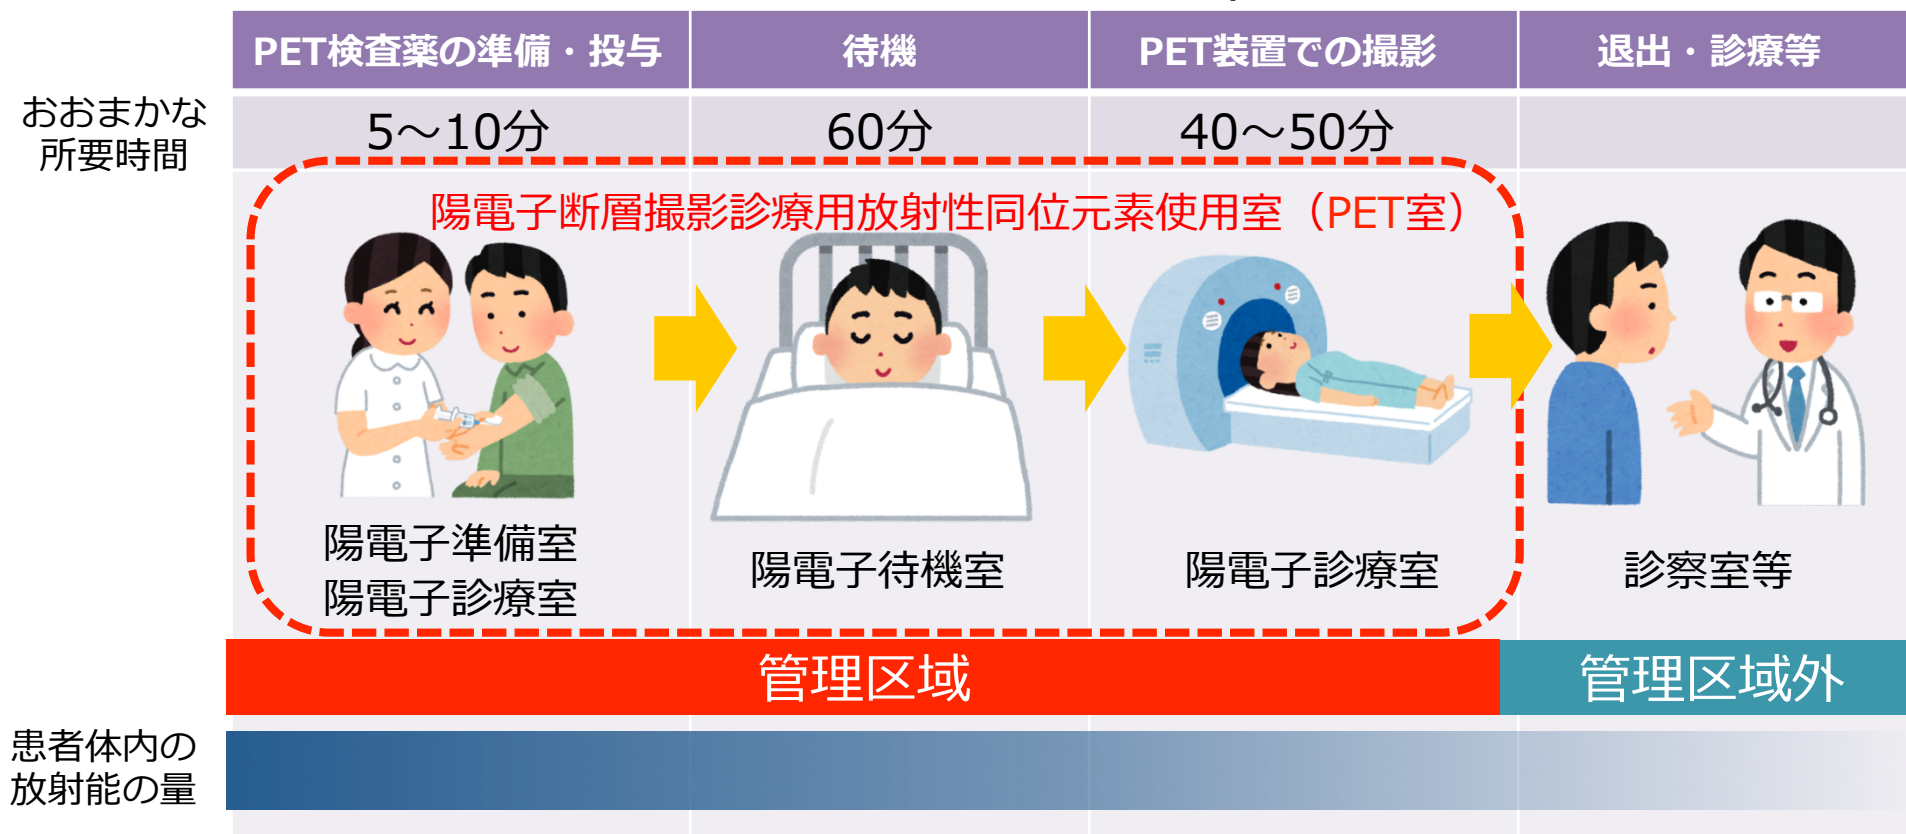 PET検査薬の準備・投与
待機
PET装置での撮影
退出・診療等
おおまかな
所要時間
5～10分
60分
40～50分
陽電子断層撮影診療用放射性同位元素使用室（PET室）
陽電子準備室
陽電子診療室
陽電子待機室
陽電子診療室
診察室等
管理区域
管理区域外
患者体内の
放射能の量